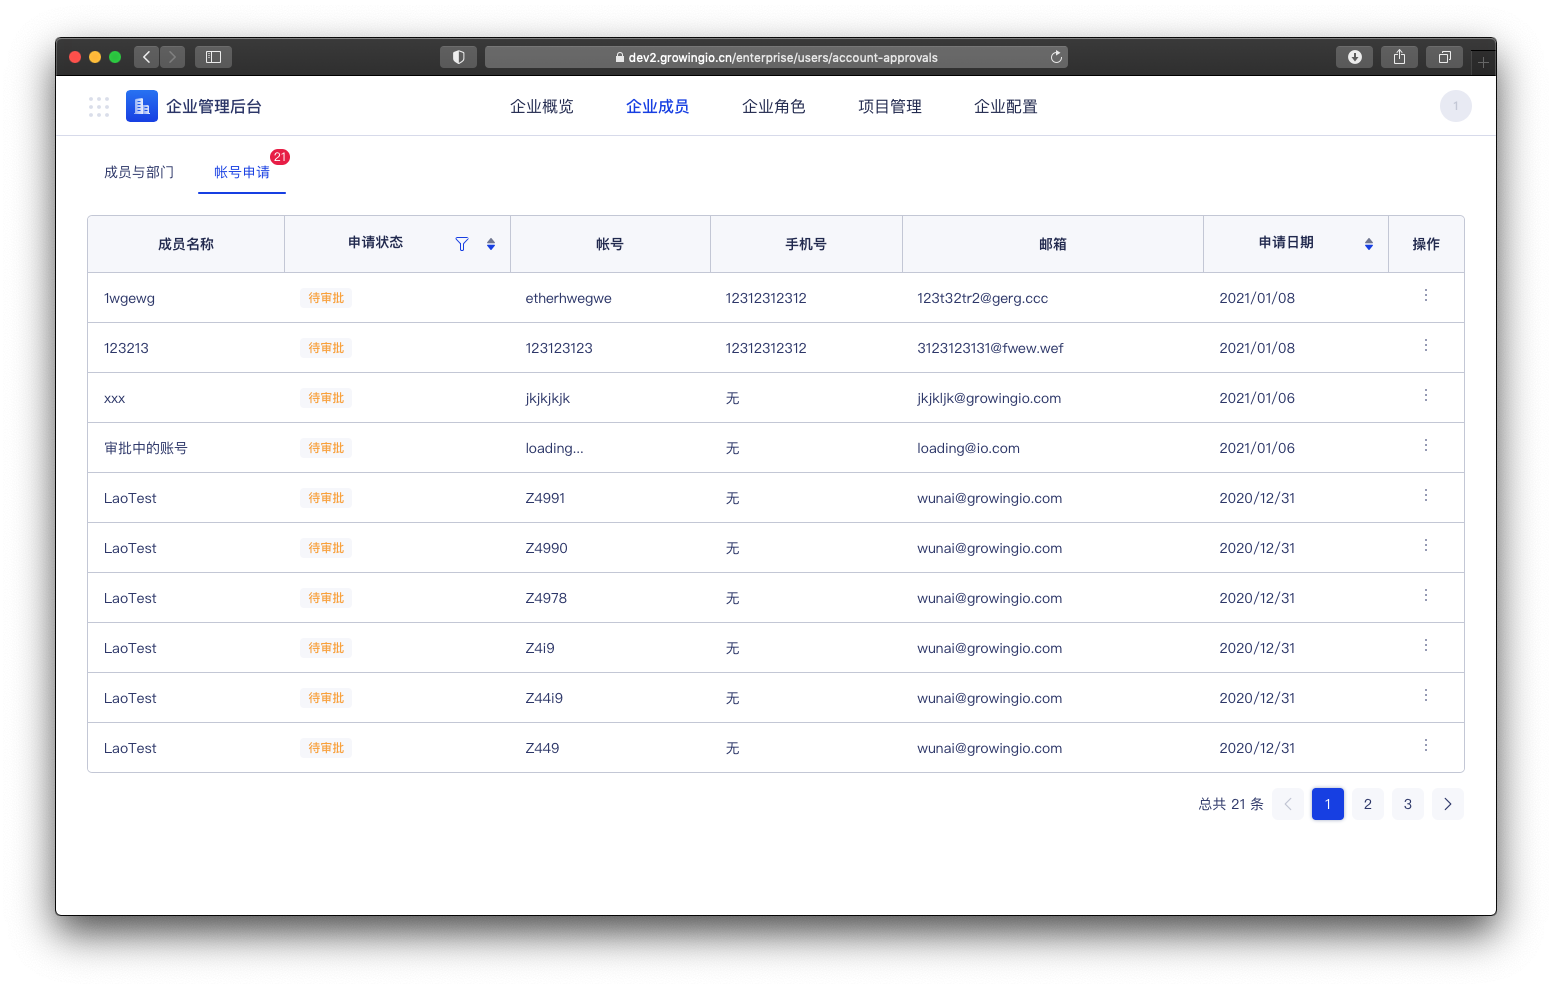 dev2.growingio.cn/enterprise/users/account-approvals
企业管理后台 企业概览 企业成员 企业角色 项目管理 企业配置 1
成员与部门 帐号申请 21
成员名称 申请状态 帐号 手机号 邮箱 申请日期 操作
1wgewg 待审批 etherhwegwe 12312312312 123t32tr2@gerg.ccc 2021/01/08
123213 待审批 123123123 12312312312 3123123131@fwew.wef 2021/01/08
xxx 待审批 jkjkjkjk 无 jkjkljk@growingio.com 2021/01/06
审批中的账号 待审批 loading... 无 loading@io.com 2021/01/06
LaoTest 待审批 Z4991 无 wunai@growingio.com 2020/12/31
LaoTest 待审批 Z4990 无 wunai@growingio.com 2020/12/31
LaoTest 待审批 Z4978 无 wunai@growingio.com 2020/12/31
LaoTest 待审批 Z4i9 无 wunai@growingio.com 2020/12/31
LaoTest 待审批 Z44i9 无 wunai@growingio.com 2020/12/31
LaoTest 待审批 Z449 无 wunai@growingio.com 2020/12/31
总共 21 条 1 2 3